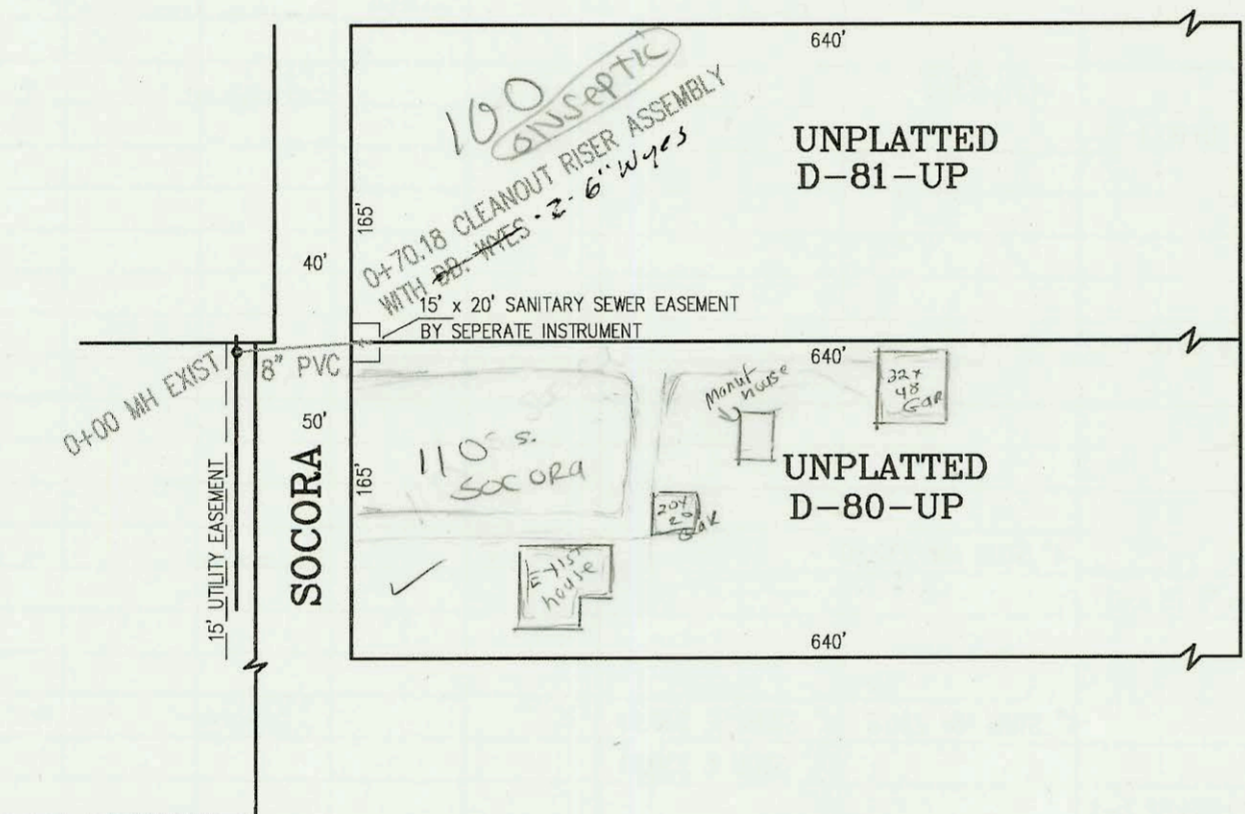 640'
100
ONSEPTIC
0+70.18 CLEANOUT RISER ASSEMBLY
WITH DD. WYES - 2 - 6" wyes
UNPLATTED
D-81-UP
165'
40'
15' x 20' SANITARY SEWER EASEMENT
BY SEPERATE INSTRUMENT
0+00 MH EXIST
8" PVC
640'
50'
15' UTILITY EASEMENT
SOCORA
165'
110 S.
SOCORA
Manuf
house
32x
48
GAR
UNPLATTED
D-80-UP
20x
20
GAR
Exist
house
640'